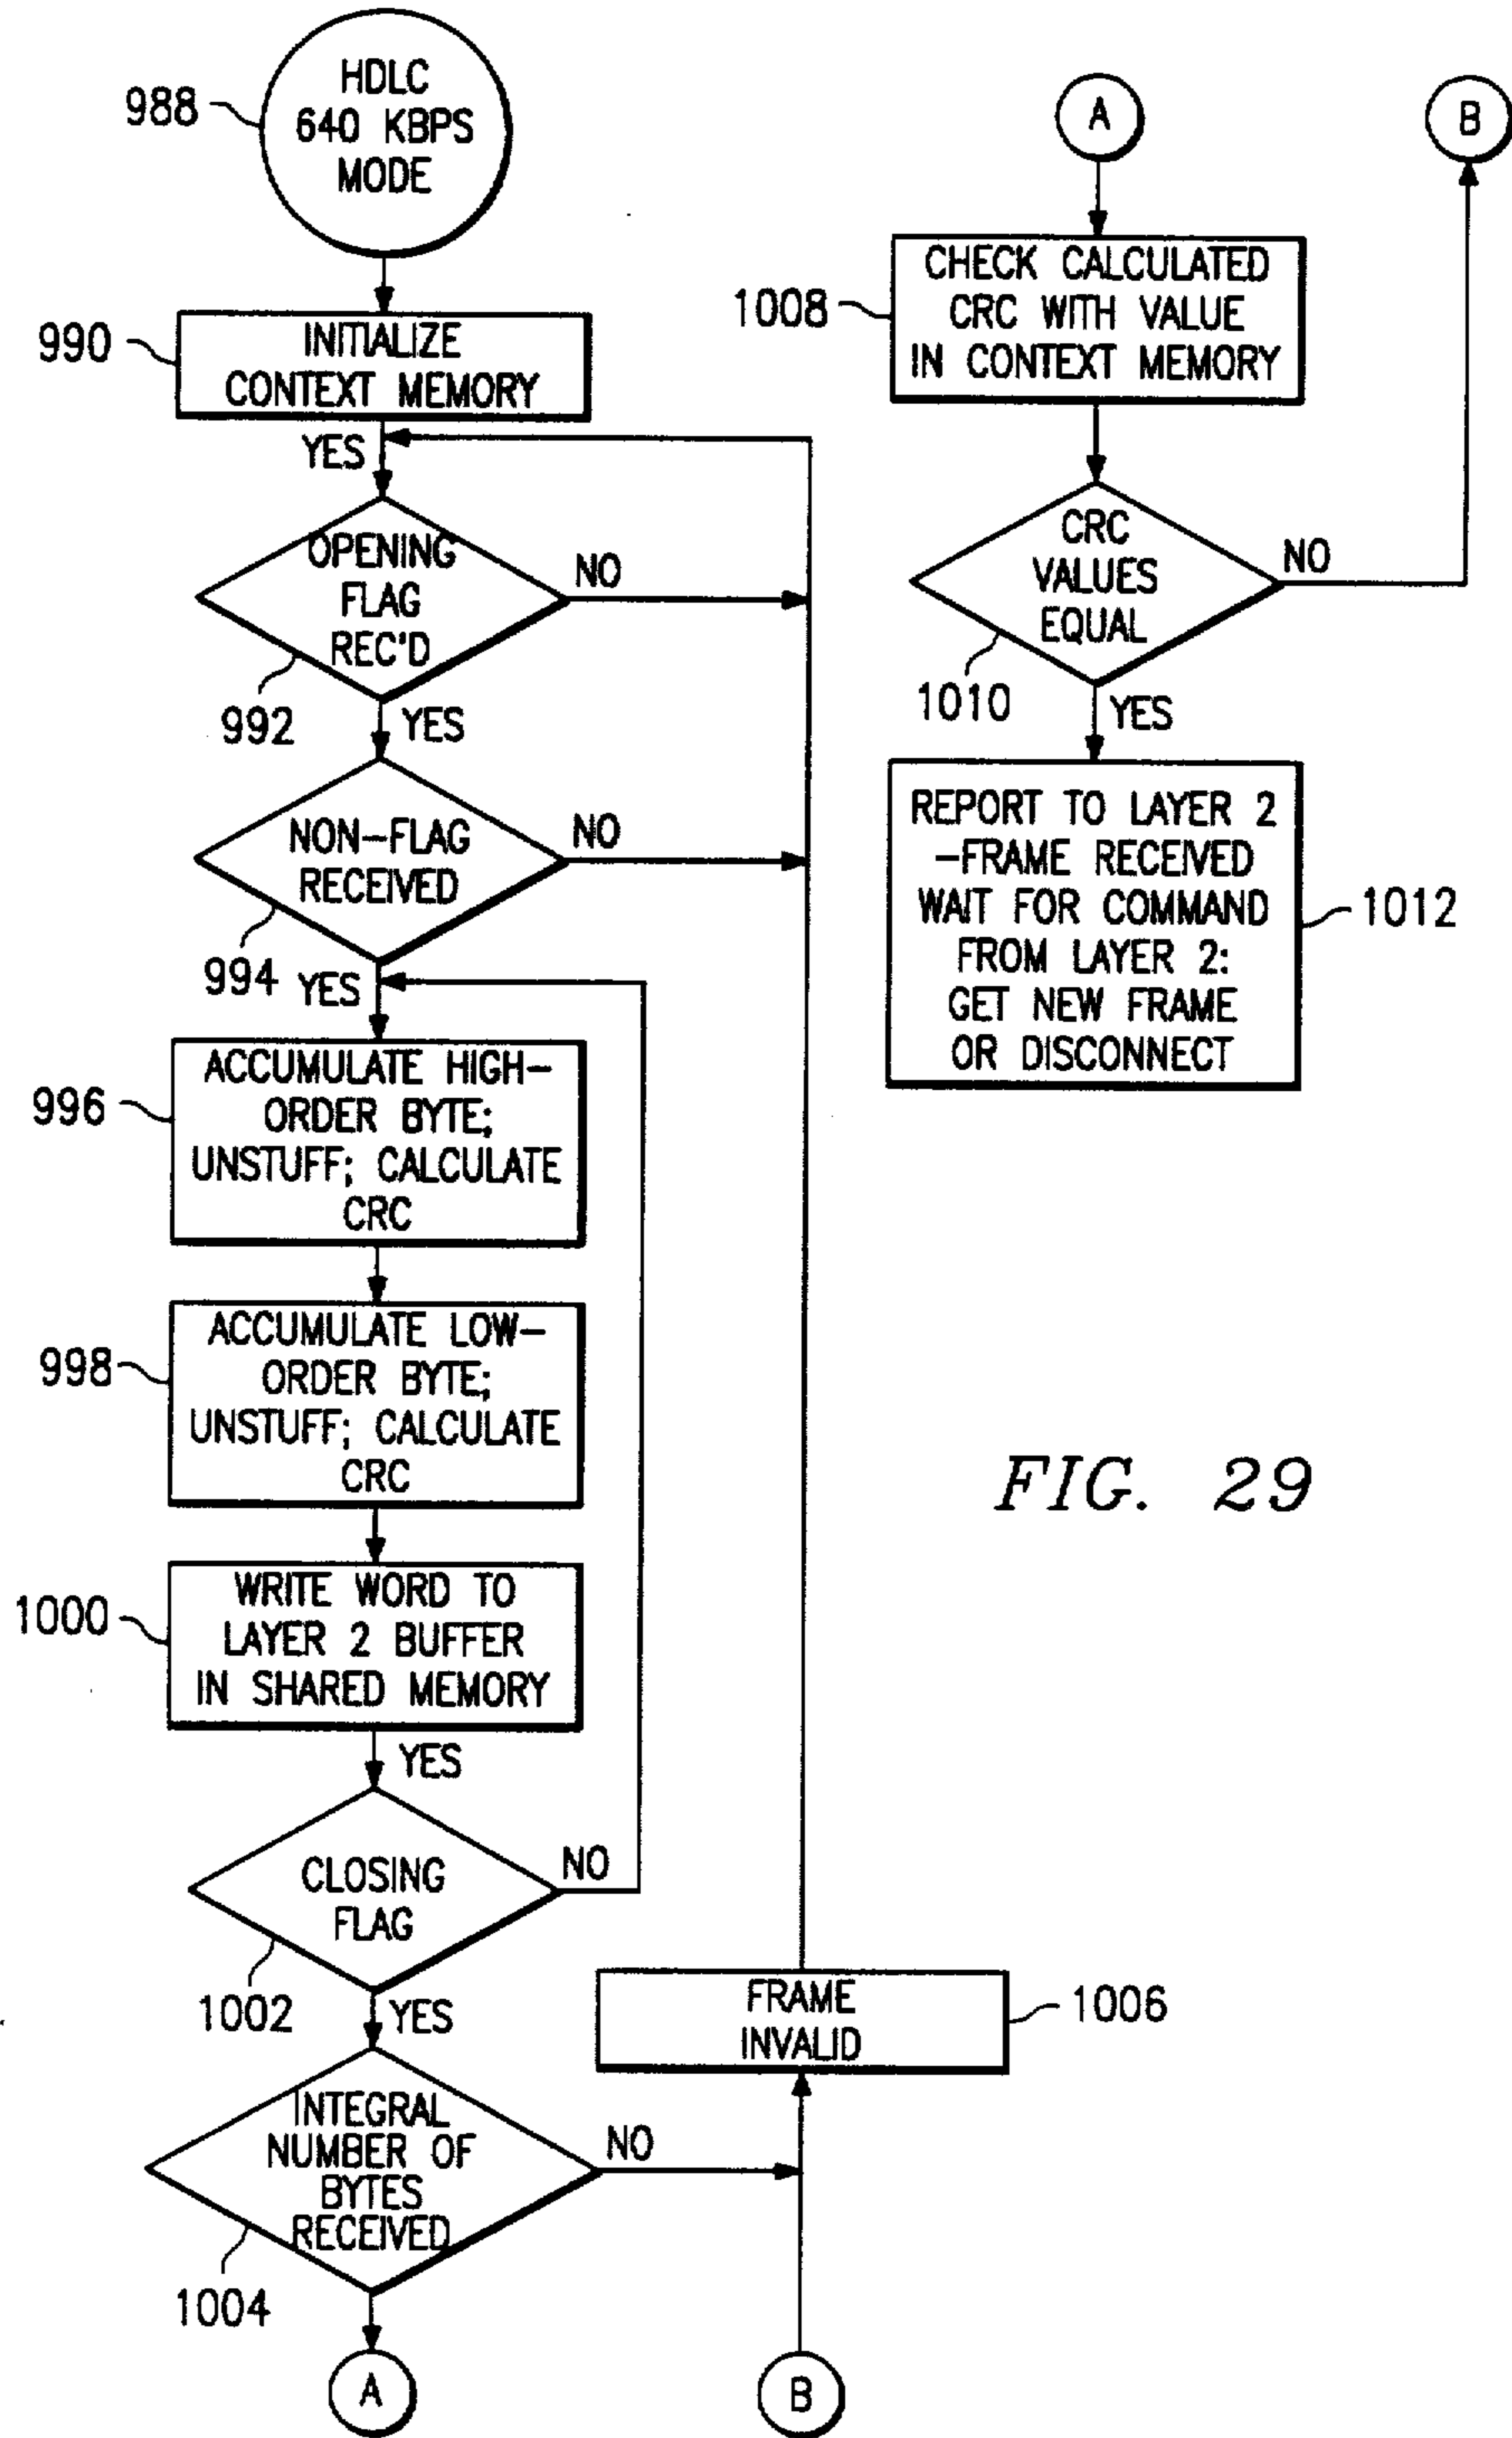 HDLC
640 KBPS
MODE
988
990
INITIALIZE
CONTEXT MEMORY
YES
OPENING
FLAG
REC'D
NO
992
YES
NON-FLAG
RECEIVED
NO
994
YES
996
ACCUMULATE HIGH-
ORDER BYTE;
UNSTUFF; CALCULATE
CRC
998
ACCUMULATE LOW-
ORDER BYTE;
UNSTUFF; CALCULATE
CRC
1000
WRITE WORD TO
LAYER 2 BUFFER
IN SHARED MEMORY
YES
CLOSING
FLAG
NO
1002
YES
FRAME
INVALID
1006
INTEGRAL
NUMBER OF
BYTES
RECEIVED
NO
1004
A
B
A
B
1008
CHECK CALCULATED
CRC WITH VALUE
IN CONTEXT MEMORY
CRC
VALUES
EQUAL
NO
1010
YES
REPORT TO LAYER 2
-FRAME RECEIVED
WAIT FOR COMMAND
FROM LAYER 2:
GET NEW FRAME
OR DISCONNECT
1012
FIG. 29